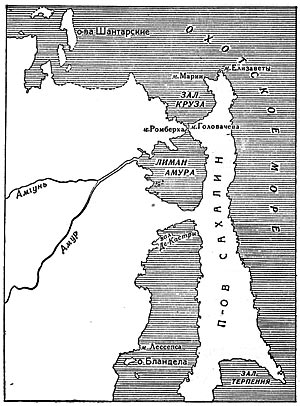 о-ва Шантарские
ОХОТСКОЕ МОРЕ
м. Елизаветы
м. Марии
ЗАЛ.
КРУЗА
м. Ромберха
м. Головачева
ЛИМАН
АМУРА
Амгунь
Амур
П-ОВ САХАЛИН
зал.
Де-Кастри
м. Лессепса
о. Бландела
ЗАЛ.
ТЕРПЕНИЯ